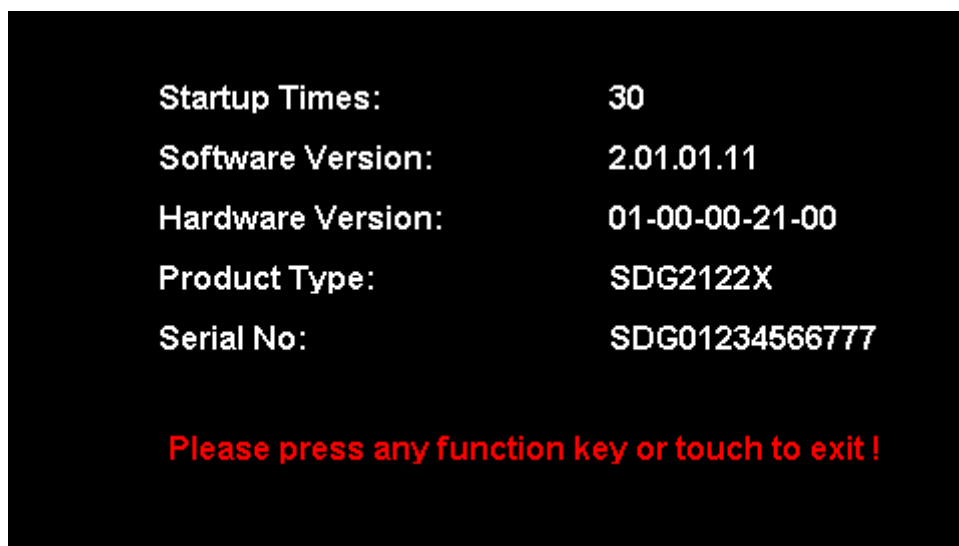 Startup Times: 30
Software Version: 2.01.01.11
Hardware Version: 01-00-00-21-00
Product Type: SDG2122X
Serial No: SDG01234566777
Please press any function key or touch to exit !